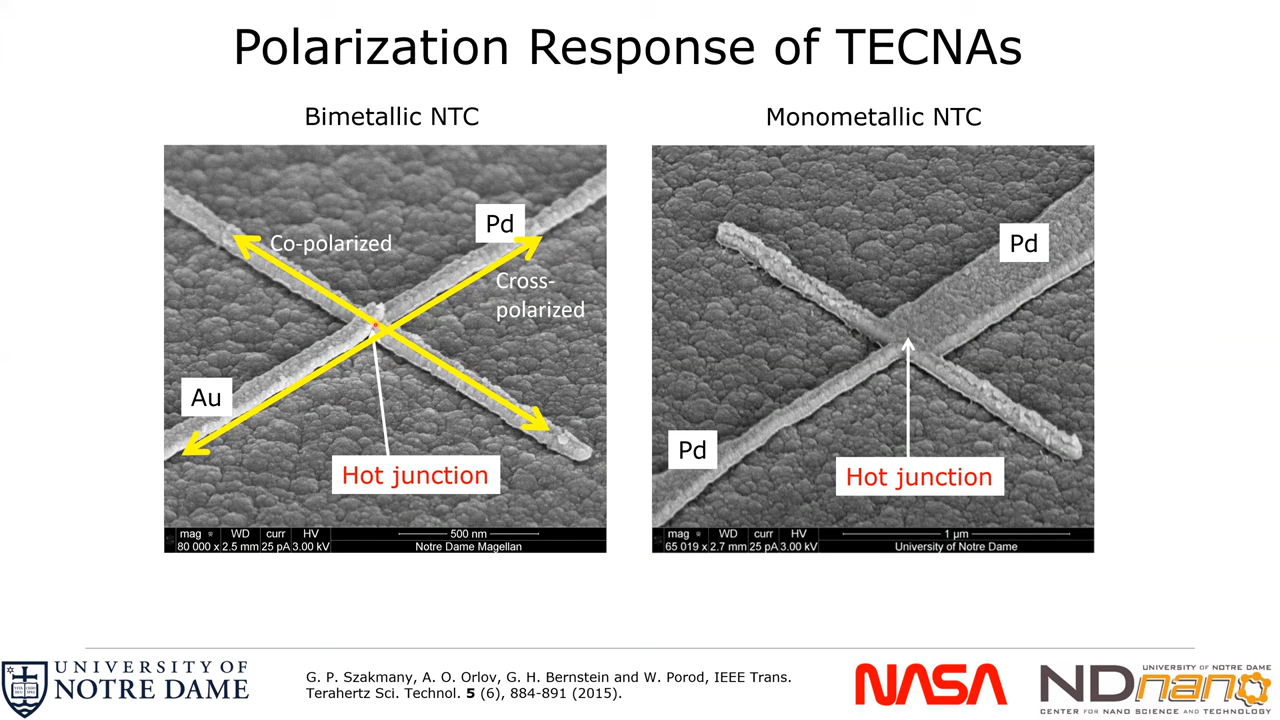 Polarization Response of TECNAs
Bimetallic NTC
Monometallic NTC
Pd
Co-polarized
Cross-
polarized
Au
Hot junction
mag WD curr HV 500 nm
80 000 x 2.5 mm 25 pA 3.00 kV Notre Dame Magellan
Pd
Pd
Hot junction
mag WD curr HV 1 µm
65 019 x 2.7 mm 25 pA 3.00 kV University of Notre Dame
UNIVERSITY OF
NOTRE DAME
G. P. Szakmany, A. O. Orlov, G. H. Bernstein and W. Porod, IEEE Trans.
Terahertz Sci. Technol. 5 (6), 884-891 (2015).
NASA
UNIVERSITY OF NOTRE DAME
NDnano
CENTER FOR NANO SCIENCE AND TECHNOLOGY